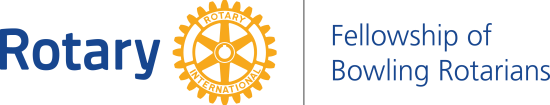 Rotary
ROTARY
INTERNATIONAL
Fellowship of
Bowling Rotarians